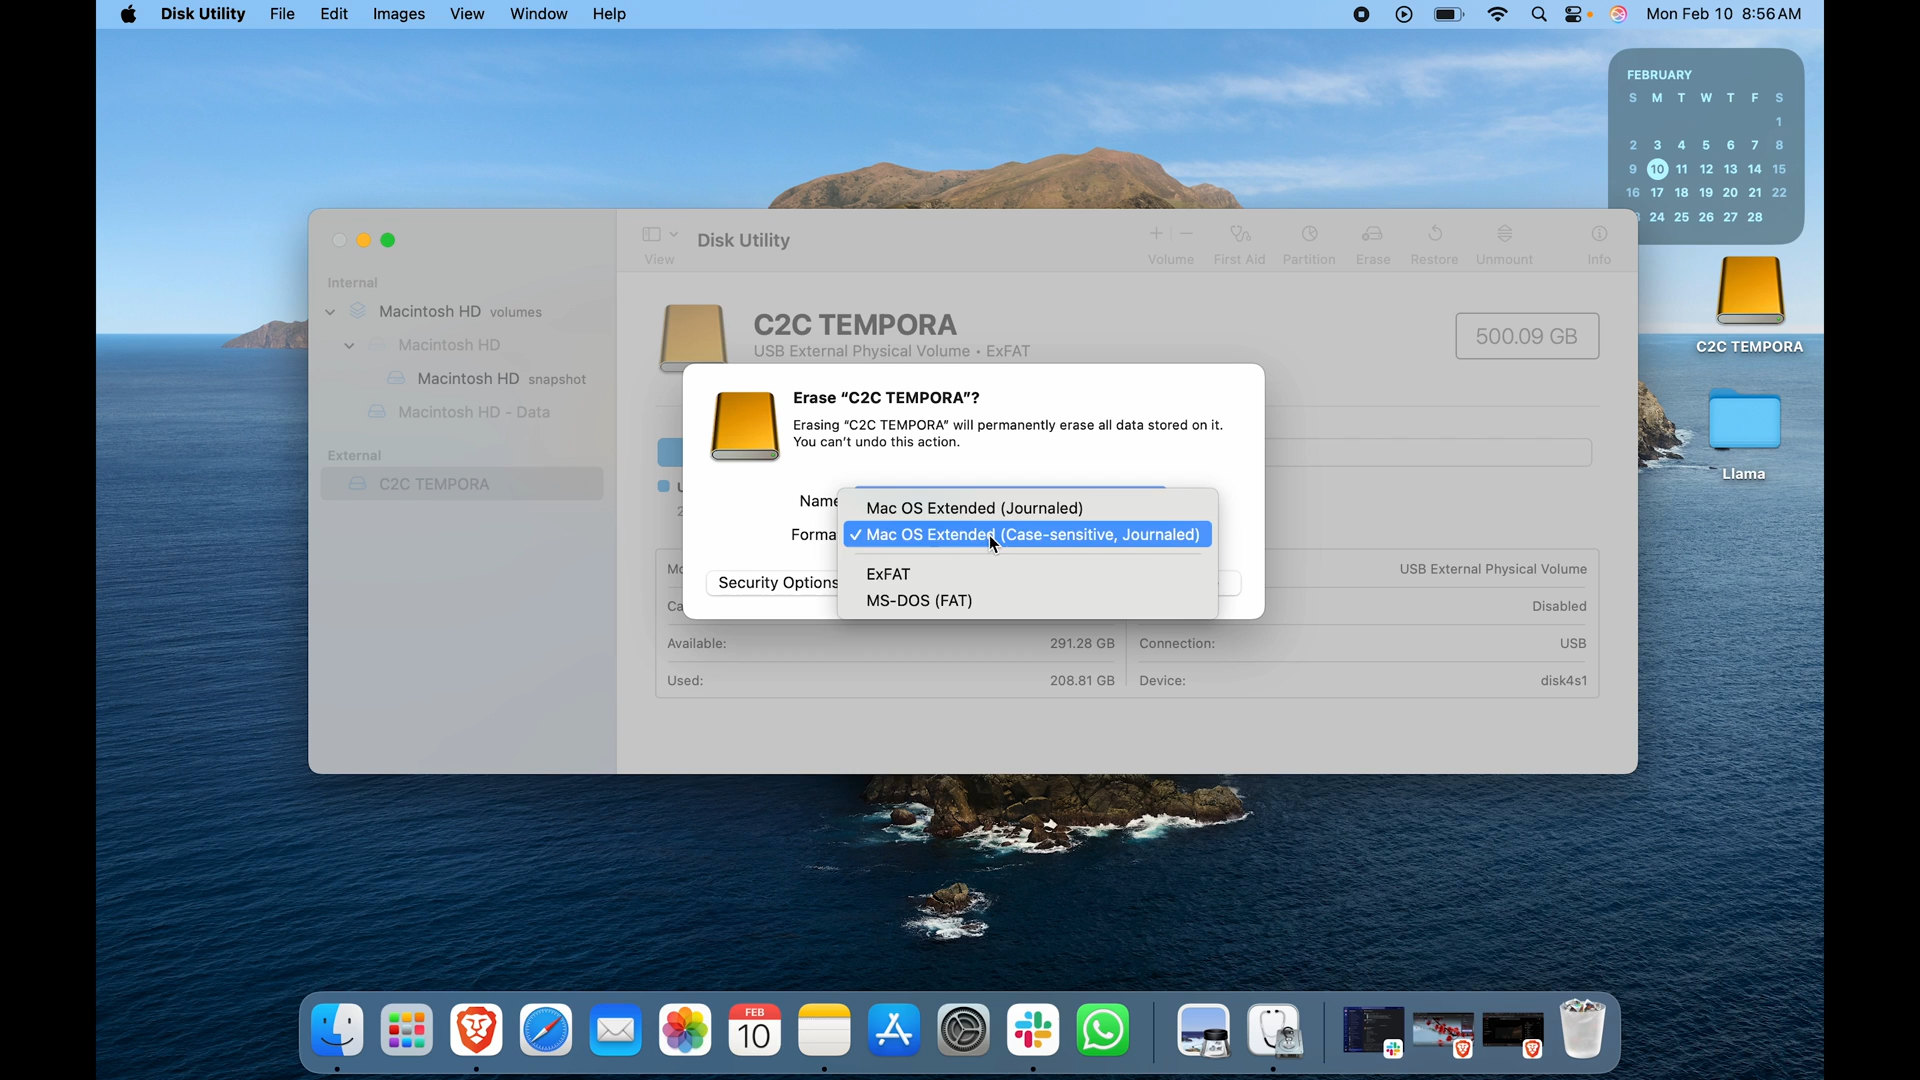 Disk Utility File Edit Images View Window Help Mon Feb 10 8:56 AM
FEBRUARY
S M T W T F S
1
2 3 4 5 6 7 8
9 10 11 12 13 14 15
16 17 18 19 20 21 22
24 25 26 27 28
C2C TEMPORA
Llama
Disk Utility
View
Volume First Aid Partition Erase Restore Unmount Info
Internal
Macintosh HD volumes
Macintosh HD
Macintosh HD snapshot
Macintosh HD - Data
External
C2C TEMPORA
C2C TEMPORA
USB External Physical Volume • ExFAT
500.09 GB
Erase “C2C TEMPORA”?
Erasing “C2C TEMPORA” will permanently erase all data stored on it.
You can’t undo this action.
Name
Forma
Mac OS Extended (Journaled)
✓ Mac OS Extended (Case-sensitive, Journaled)
ExFAT
MS-DOS (FAT)
Security Options
USB External Physical Volume
Disabled
Available: 291.28 GB
Connection: USB
Used: 208.81 GB
Device: disk4s1
FEB
10